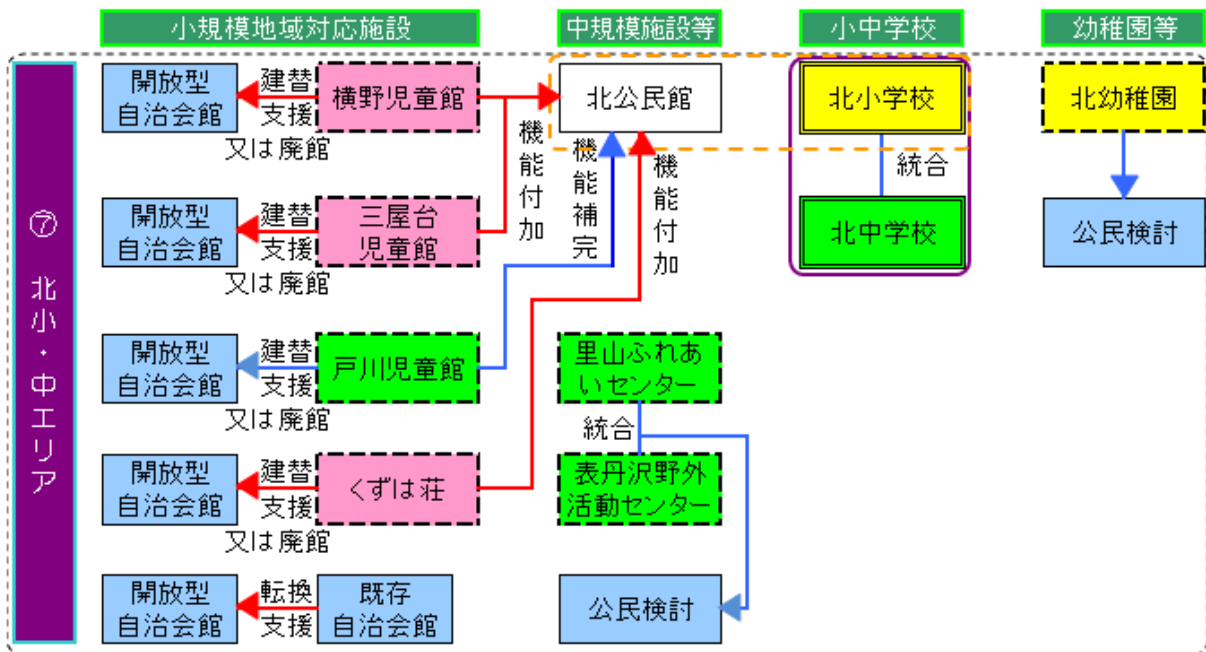 小規模地域対応施設
中規模施設等
小中学校
幼稚園等
⑦ 北小・中エリア
開放型
自治会館
建替
支援
又は廃館
横野児童館
機能付加
北公民館
北小学校
統合
北中学校
北幼稚園
公民検討
開放型
自治会館
建替
支援
又は廃館
三屋台
児童館
機能補完
機能付加
開放型
自治会館
建替
支援
又は廃館
戸川児童館
里山ふれあ
いセンター
統合
表丹沢野外
活動センター
開放型
自治会館
建替
支援
又は廃館
くずは荘
開放型
自治会館
転換
支援
既存
自治会館
公民検討